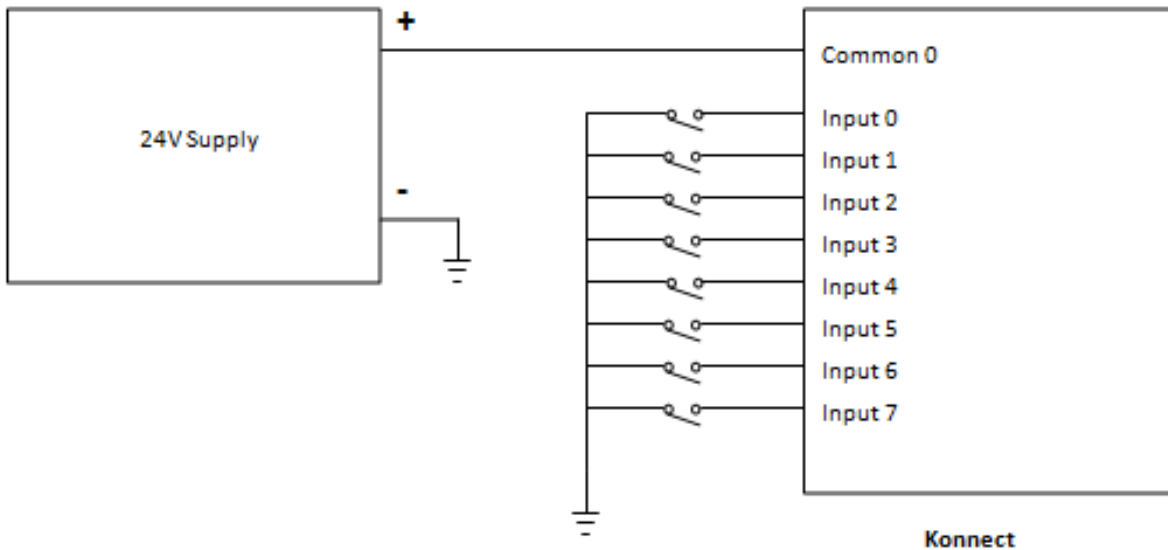 +
Common 0
24V Supply
-
Input 0
Input 1
Input 2
Input 3
Input 4
Input 5
Input 6
Input 7
Konnect